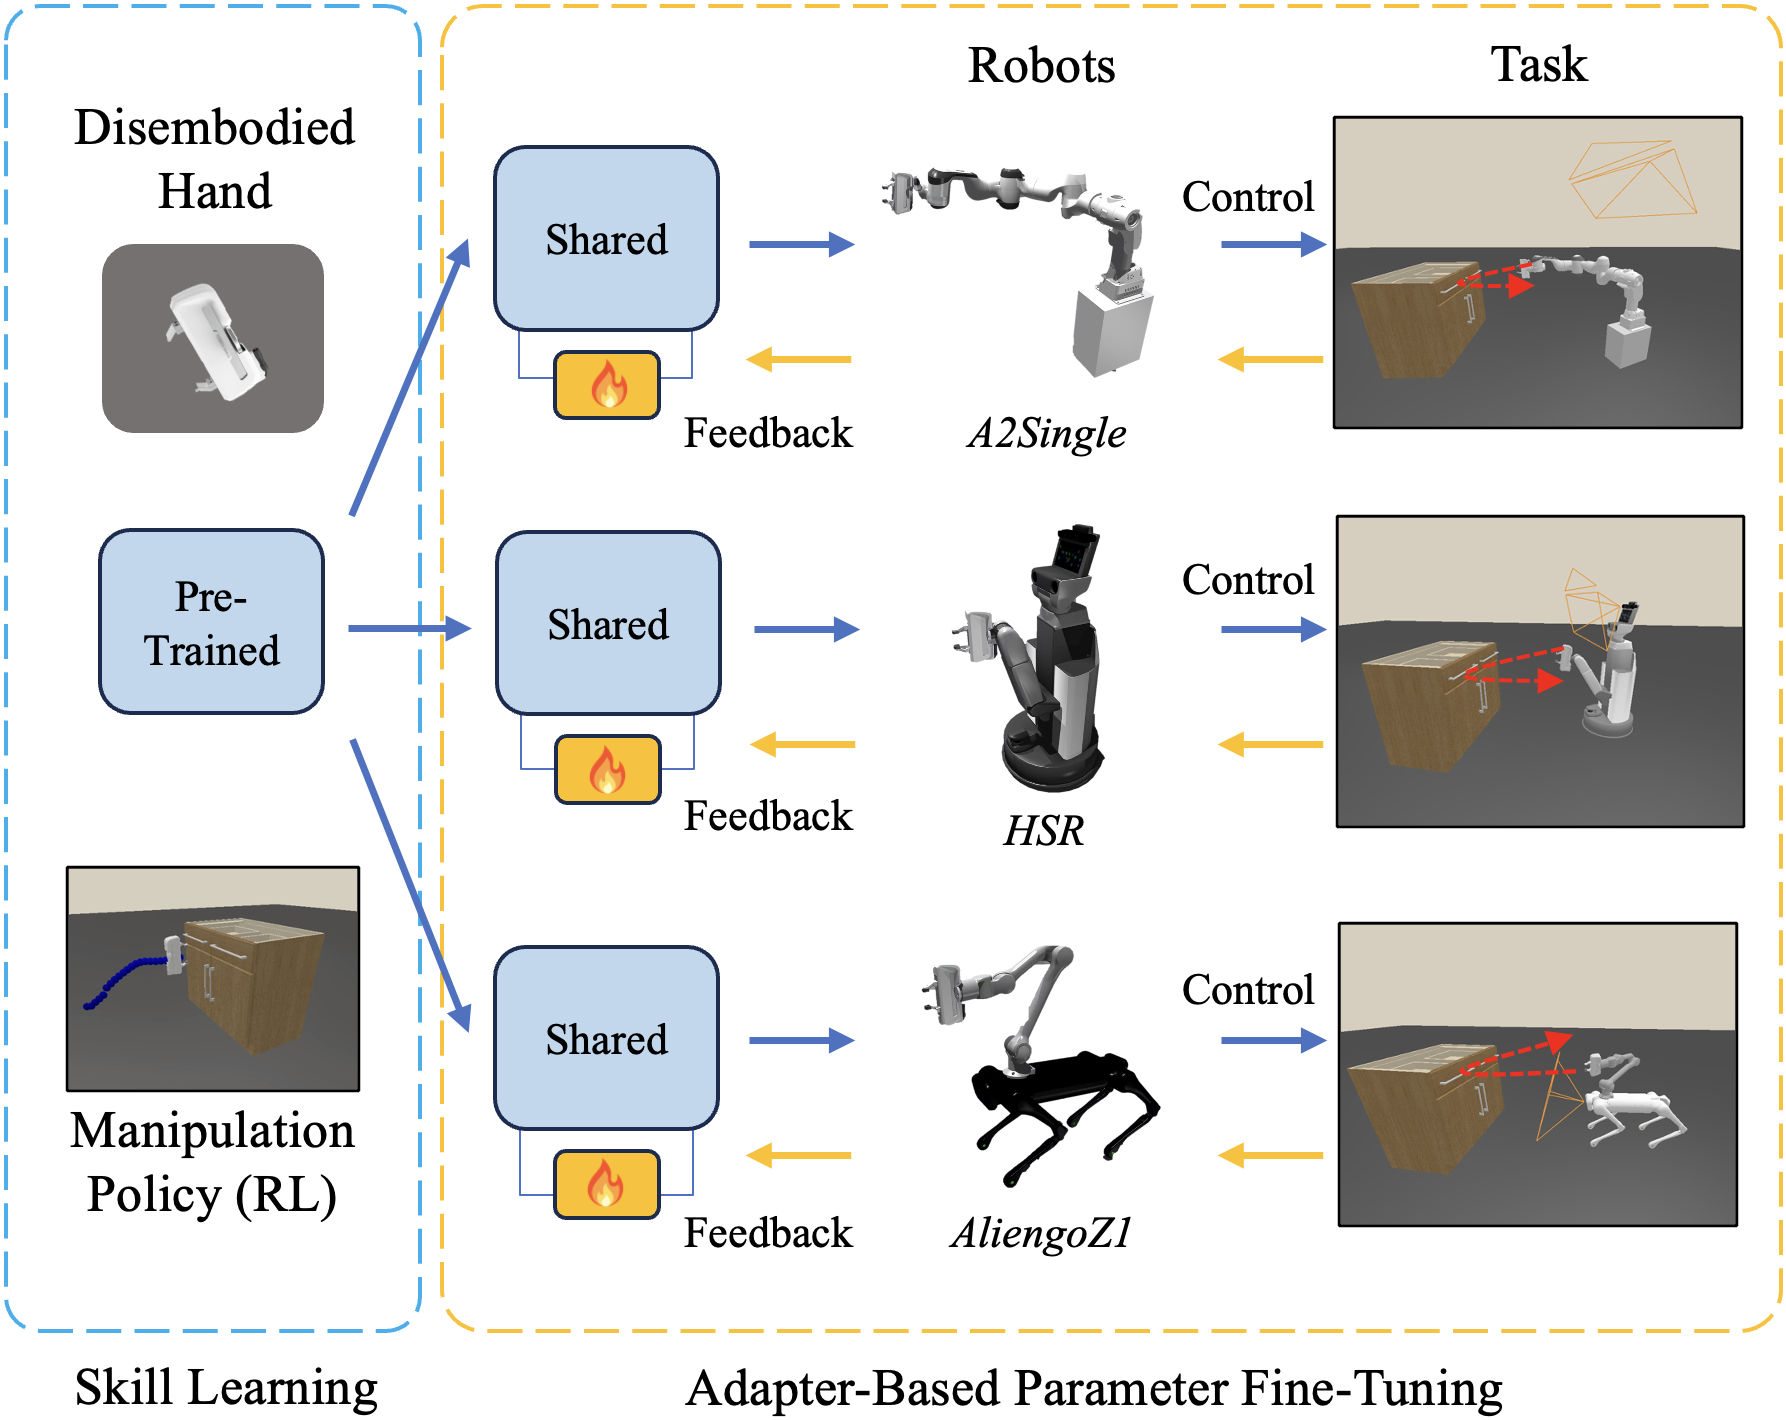 Disembodied
Hand
Pre-
Trained
Manipulation
Policy (RL)
Skill Learning
Robots
Task
Shared
Control
Feedback
A2Single
Shared
Control
Feedback
HSR
Shared
Control
Feedback
AliengoZ1
Adapter-Based Parameter Fine-Tuning